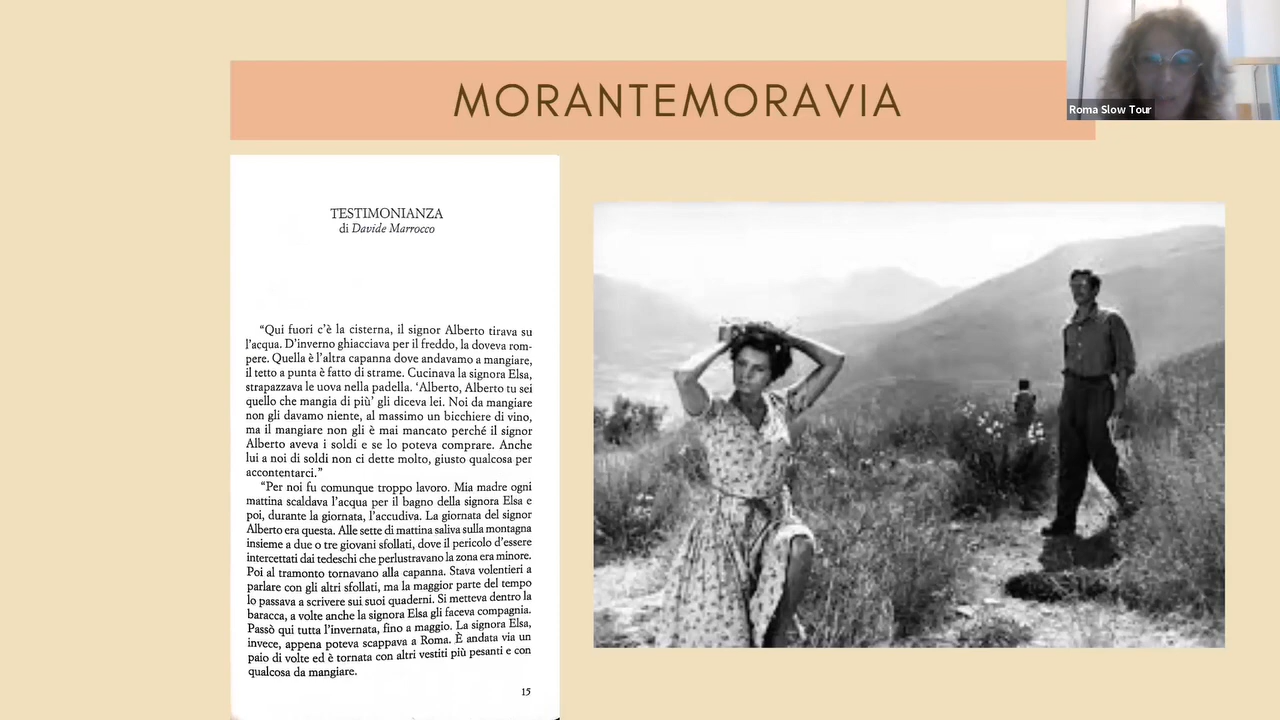 MORANTEMORAVIA
Roma Slow Tour
TESTIMONIANZA
di Davide Marrocco
“Qui fuori c’è la cisterna, il signor Alberto tirava su
l’acqua. D’inverno ghiacciava per il freddo, la doveva rom-
pere. Quella è l’altra capanna dove andavamo a mangiare,
il tetto a punta è fatto di strame. Cucinava la signora Elsa,
strapazzava le uova nella padella. ‘Alberto, Alberto tu sei
quello che mangia di più’ gli diceva lei. Noi da mangiare
non gli davamo niente, al massimo un bicchiere di vino,
ma il mangiare non gli è mai mancato perché il signor
Alberto aveva i soldi e se lo poteva comprare. Anche
lui a noi di soldi non ci dette molto, giusto qualcosa per
accontentarci.”
“Per noi fu comunque troppo lavoro. Mia madre ogni
mattina scaldava l’acqua per il bagno della signora Elsa e
poi, durante la giornata, l’accudiva. La giornata del signor
Alberto era questa. Alle sette di mattina saliva sulla montagna
insieme a due o tre giovani sfollati, dove il pericolo d’essere
intercettati dai tedeschi che perlustravano la zona era minore.
Poi al tramonto tornavano alla capanna. Stava volentieri a
parlare con gli altri sfollati, ma la maggior parte del tempo
lo passava a scrivere sui suoi quaderni. Si metteva dentro la
baracca, a volte anche la signora Elsa gli faceva compagnia.
Passò qui tutta l’invernata, fino a maggio. La signora Elsa,
invece, appena poteva scappava a Roma. È andata via un
paio di volte ed è tornata con altri vestiti più pesanti e con
qualcosa da mangiare.
15